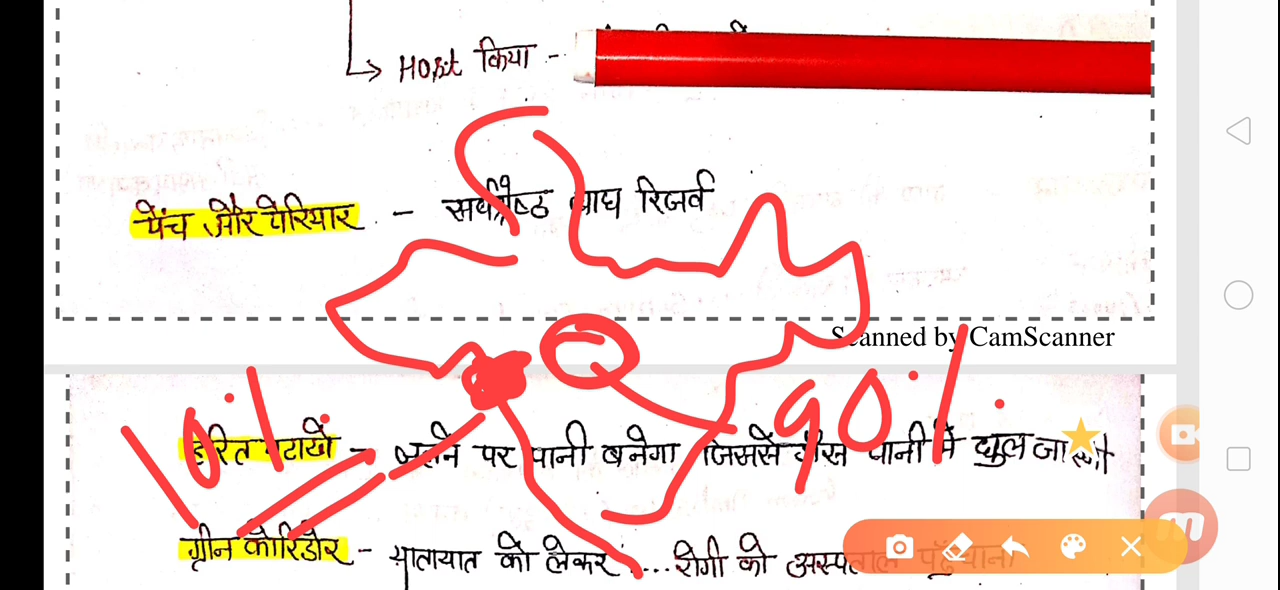 Host किया -
पेंच और पेरियार - सर्वश्रेष्ठ बाघ रिजर्व
Scanned by CamScanner
10% 90%
हरित पटाखे - जलने पर पानी बनेगा जिससे गैस पानी में घुल
ग्रीन कोरिडोर - यातायात को लेकर .... रोगी को अस्पताल पहुँचाना